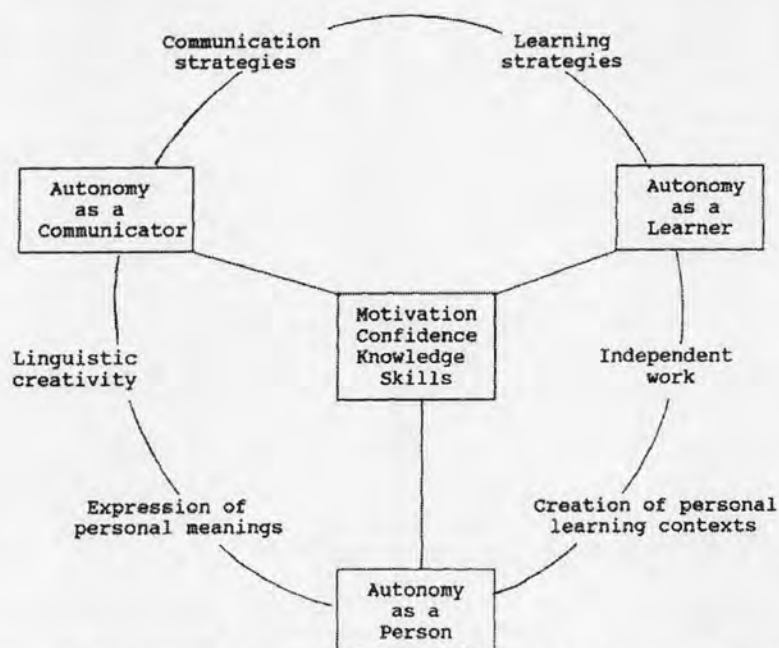 Communication
strategies
Learning
strategies
Autonomy
as a
Communicator
Autonomy
as a
Learner
Motivation
Confidence
Knowledge
Skills
Linguistic
creativity
Independent
work
Expression of
personal meanings
Creation of personal
learning contexts
Autonomy
as a
Person